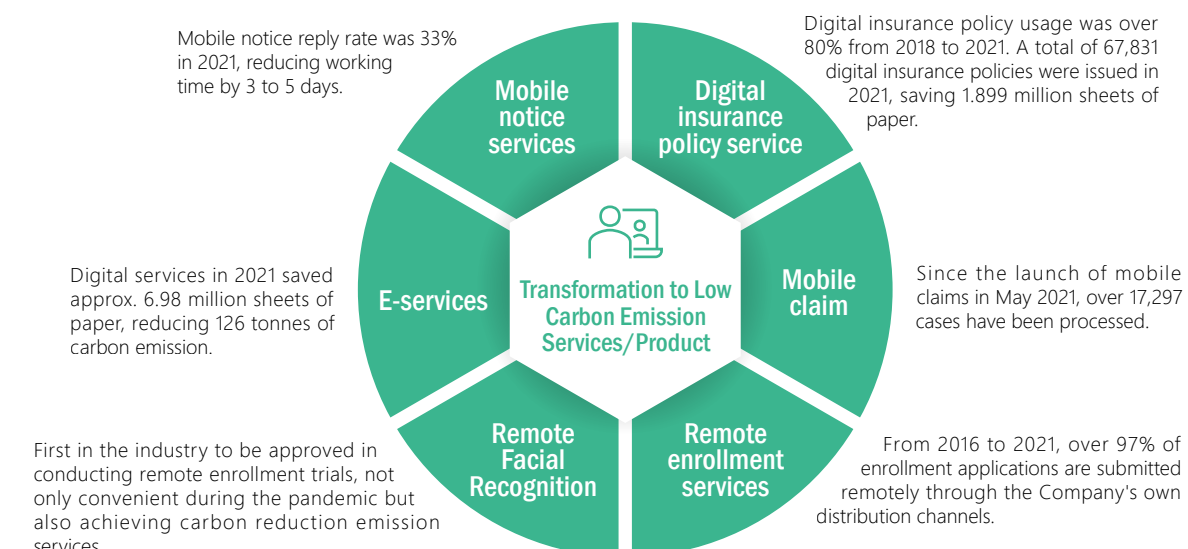 Mobile notice reply rate was 33%
in 2021, reducing working
time by 3 to 5 days.
Mobile
notice
services
Digital
insurance
policy service
Digital insurance policy usage was over
80% from 2018 to 2021. A total of 67,831
digital insurance policies were issued in
2021, saving 1.899 million sheets of
paper.
Digital services in 2021 saved
approx. 6.98 million sheets of
paper, reducing 126 tonnes of
carbon emission.
E-services
Transformation to Low
Carbon Emission
Services/Product
Mobile
claim
Since the launch of mobile
claims in May 2021, over 17,297
cases have been processed.
First in the industry to be approved in
conducting remote enrollment trials, not
only convenient during the pandemic but
also achieving carbon reduction emission
services
Remote
Facial
Recognition
Remote
enrollment
services
From 2016 to 2021, over 97% of
enrollment applications are submitted
remotely through the Company's own
distribution channels.